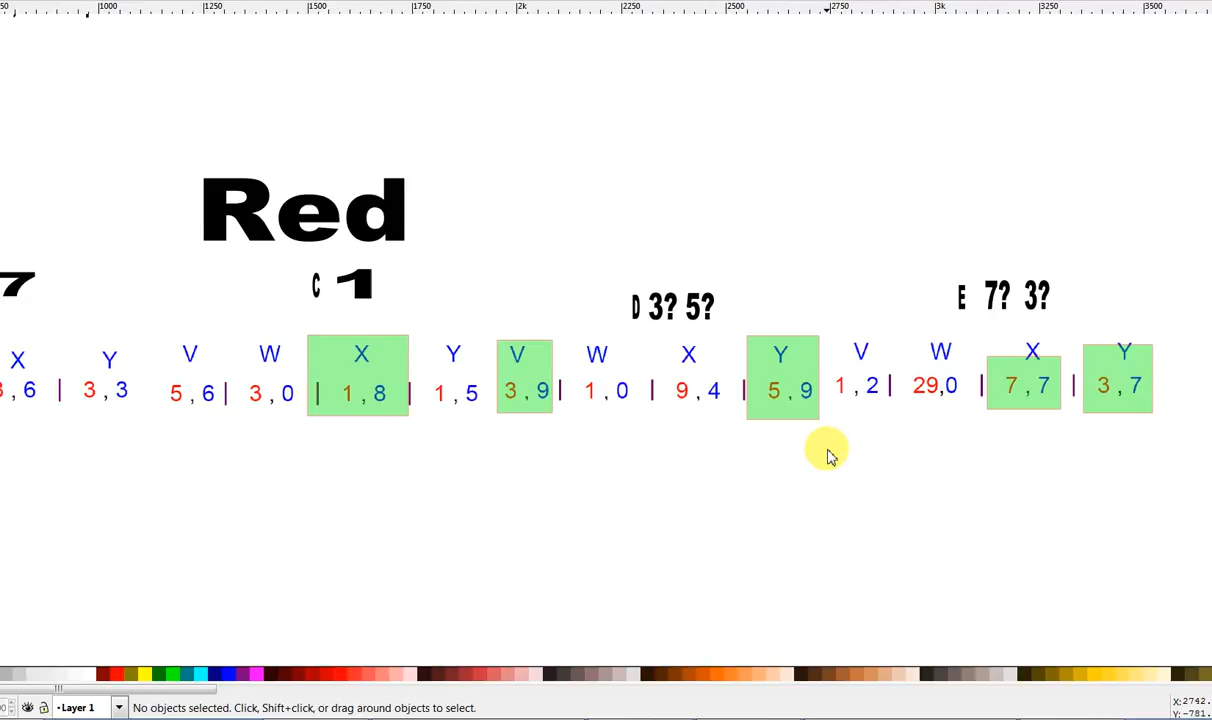 50 1000 1250 1500 1750 2k 2250 2500 2750 3k 3250 3500
Red
7 C 1 D 3? 5? E 7? 3?
X Y V W X Y V W X Y V W X Y
3 , 6 | 3 , 3 5 , 6 | 3 , 0 | 1 , 8 | 1 , 5 3 , 9 | 1 , 0 | 9 , 4 | 5 , 9 1 , 2 | 29,0 | 7 , 7 | 3 , 7
Layer 1 No objects selected. Click, Shift+click, or drag around objects to select.
X: 2742.
Y: -781.